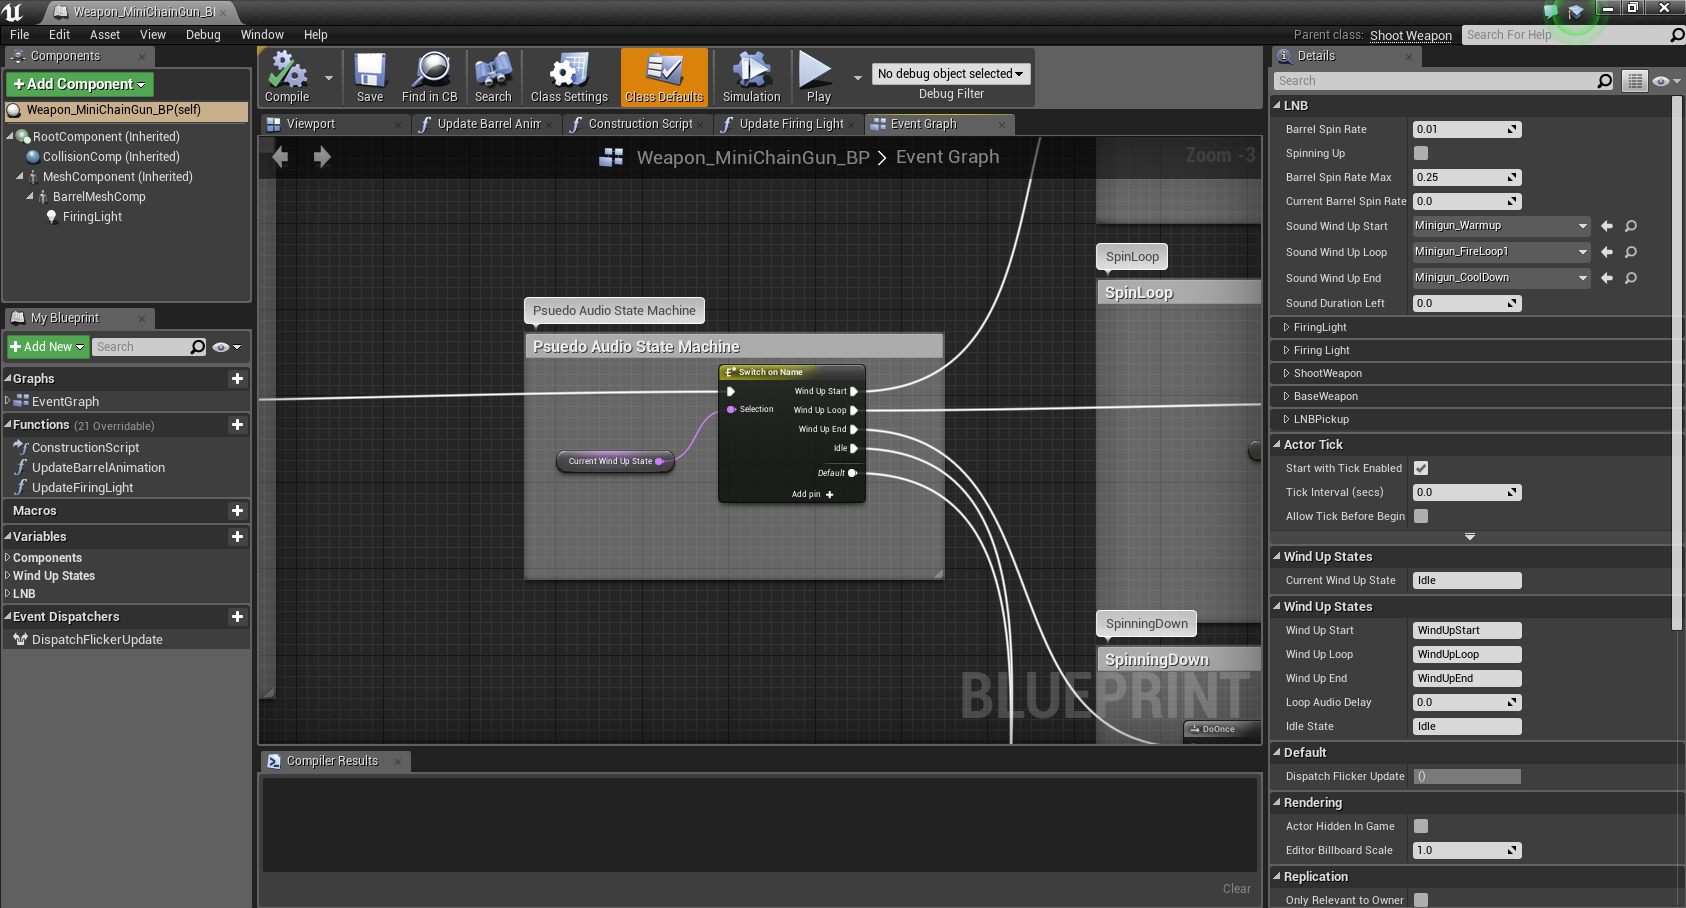 Weapon_MiniChainGun_BI
File Edit Asset View Debug Window Help
Parent class: Shoot Weapon
Search For Help
Components
+Add Component
Weapon_MiniChainGun_BP(self)
RootComponent (Inherited)
CollisionComp (Inherited)
MeshComponent (Inherited)
BarrelMeshComp
FiringLight
My Blueprint
+Add New
Search
Graphs
EventGraph
Functions (21 Overridable)
ConstructionScript
UpdateBarrelAnimation
UpdateFiringLight
Macros
Variables
Components
Wind Up States
LNB
Event Dispatchers
DispatchFlickerUpdate
Compile
Save
Find in CB
Search
Class Settings
Class Defaults
Simulation
Play
No debug object selected
Debug Filter
Viewport
Update Barrel Anim
Construction Script
Update Firing Light
Event Graph
Weapon_MiniChainGun_BP > Event Graph
Zoom -3
Psuedo Audio State Machine
Psuedo Audio State Machine
Switch on Name
Selection
Wind Up Start
Wind Up Loop
Wind Up End
Idle
Default
Add pin +
Current Wind Up State
SpinLoop
SpinLoop
SpinningDown
SpinningDown
DoOnce
BLUEPRINT
Compiler Results
Clear
Details
Search
LNB
Barrel Spin Rate 0.01
Spinning Up
Barrel Spin Rate Max 0.25
Current Barrel Spin Rate 0.0
Sound Wind Up Start Minigun_Warmup
Sound Wind Up Loop Minigun_FireLoop1
Sound Wind Up End Minigun_CoolDown
Sound Duration Left 0.0
FiringLight
Firing Light
ShootWeapon
BaseWeapon
LNBPickup
Actor Tick
Start with Tick Enabled
Tick Interval (secs) 0.0
Allow Tick Before Begin
Wind Up States
Current Wind Up State Idle
Wind Up States
Wind Up Start WindUpStart
Wind Up Loop WindUpLoop
Wind Up End WindUpEnd
Loop Audio Delay 0.0
Idle State Idle
Default
Dispatch Flicker Update ()
Rendering
Actor Hidden In Game
Editor Billboard Scale 1.0
Replication
Only Relevant to Owner